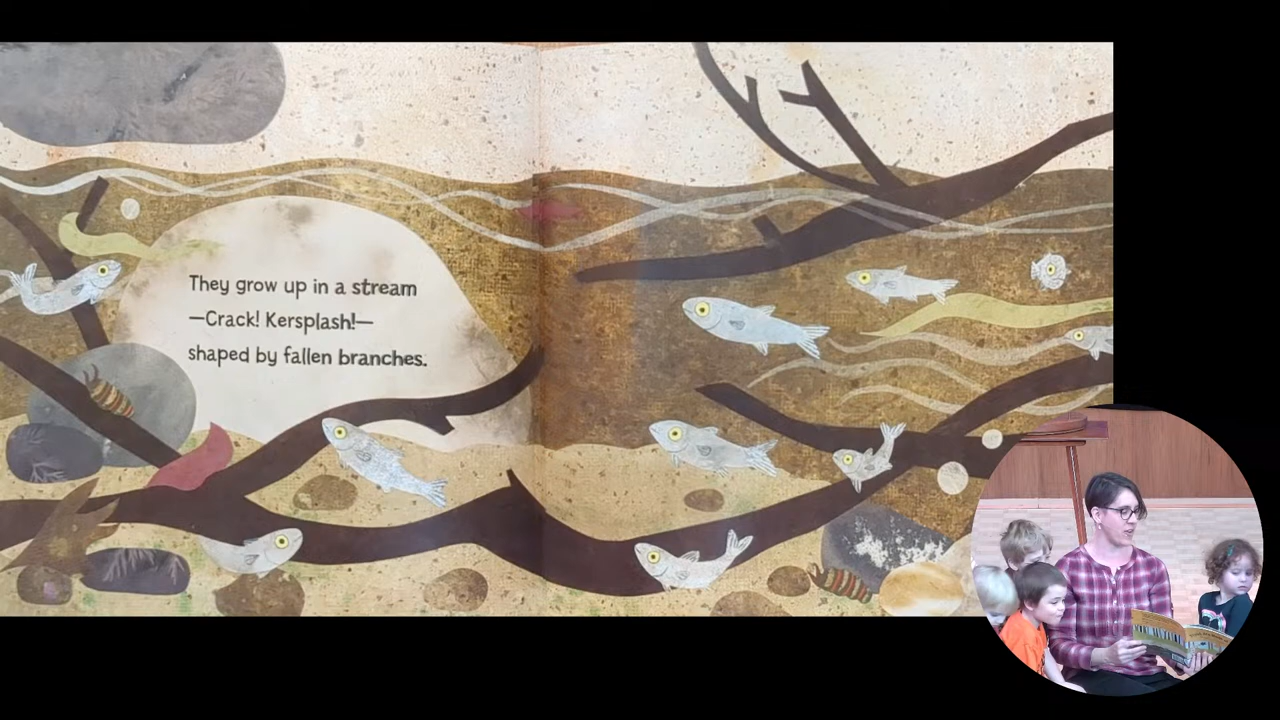 They grow up in a stream
—Crack! Kersplash!—
shaped by fallen branches.